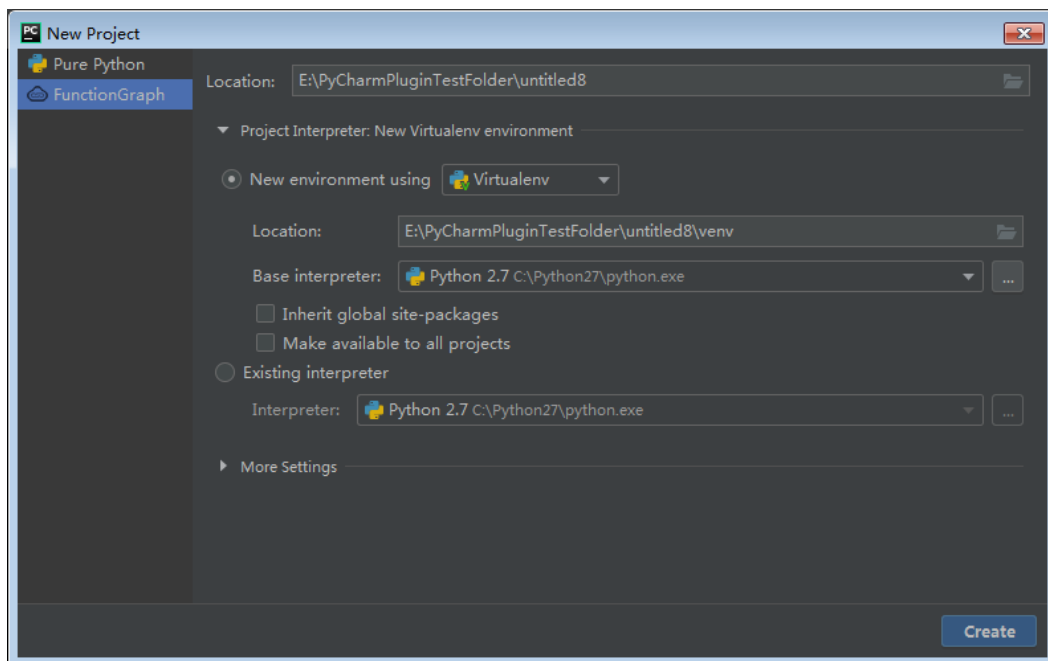 New Project
Pure Python
FunctionGraph
Location: E:\PyCharmPluginTestFolder\untitled8
Project Interpreter: New Virtualenv environment
New environment using Virtualenv
Location: E:\PyCharmPluginTestFolder\untitled8\venv
Base interpreter: Python 2.7 C:\Python27\python.exe ...
Inherit global site-packages
Make available to all projects
Existing interpreter
Interpreter: Python 2.7 C:\Python27\python.exe ...
More Settings
Create